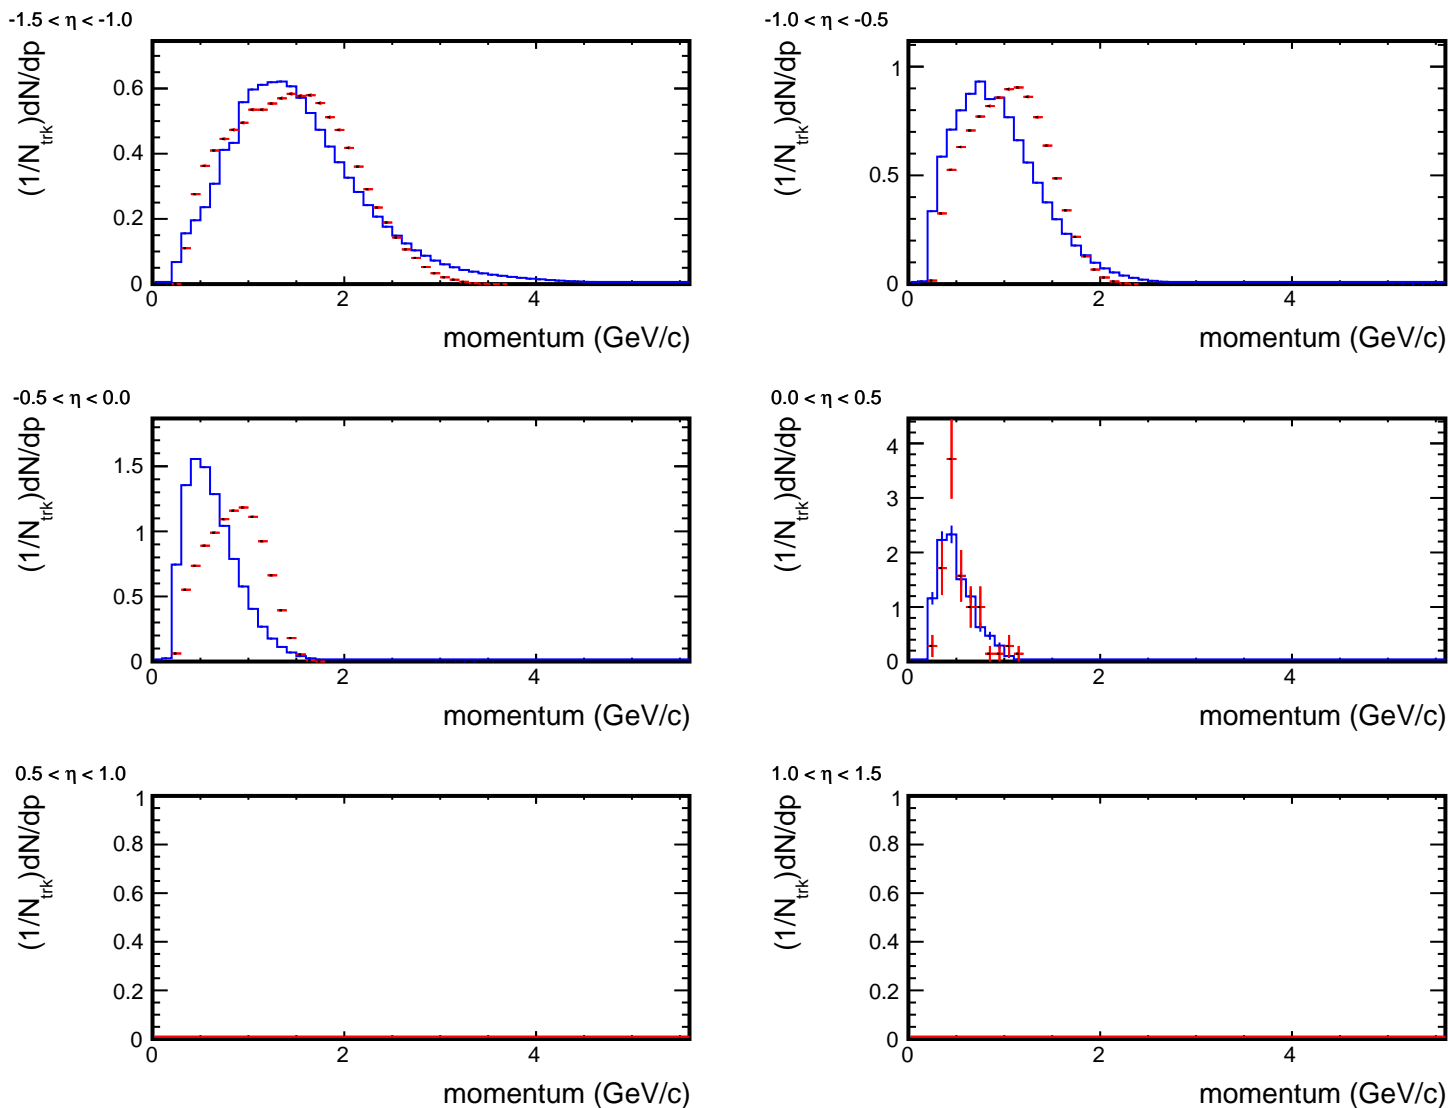 -1.5 < η < -1.0
(1/N_trk)dN/dp
0.6
0.4
0.2
0
0 2 4
momentum (GeV/c)
-1.0 < η < -0.5
(1/N_trk)dN/dp
1
0.5
0
0 2 4
momentum (GeV/c)
-0.5 < η < 0.0
(1/N_trk)dN/dp
1.5
1
0.5
0
0 2 4
momentum (GeV/c)
0.0 < η < 0.5
(1/N_trk)dN/dp
4
3
2
1
0
0 2 4
momentum (GeV/c)
0.5 < η < 1.0
(1/N_trk)dN/dp
1
0.8
0.6
0.4
0.2
0
0 2 4
momentum (GeV/c)
1.0 < η < 1.5
(1/N_trk)dN/dp
1
0.8
0.6
0.4
0.2
0
0 2 4
momentum (GeV/c)